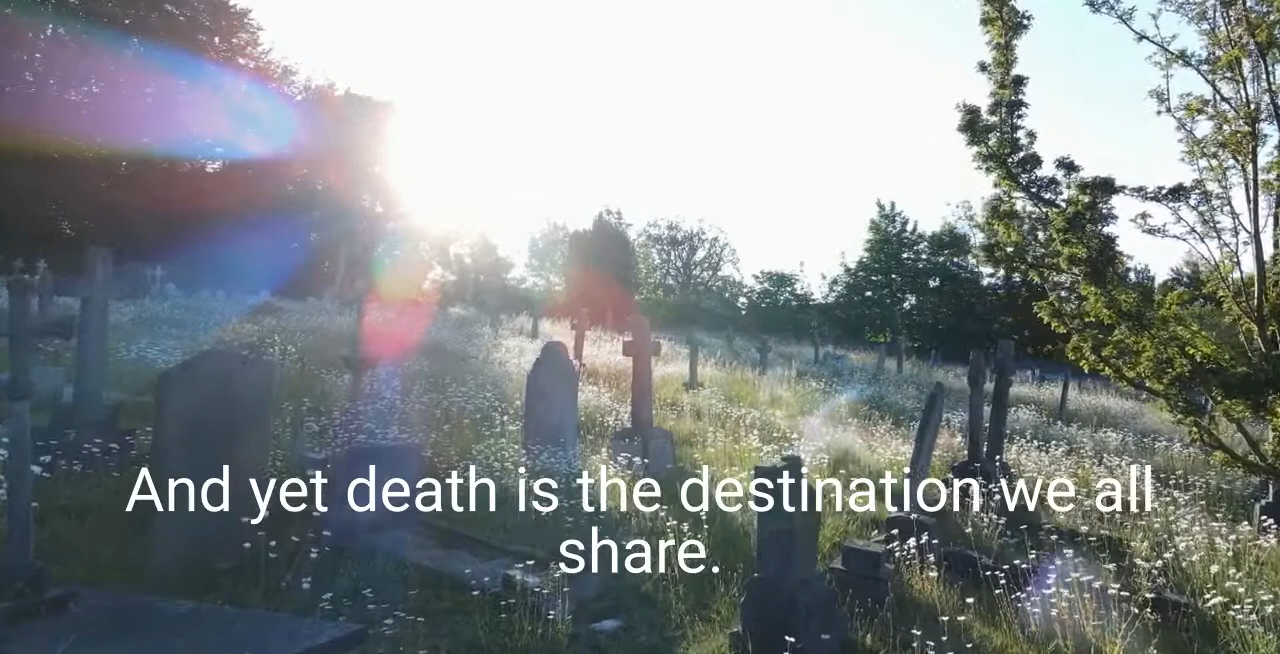 And yet death is the destination we all
share.